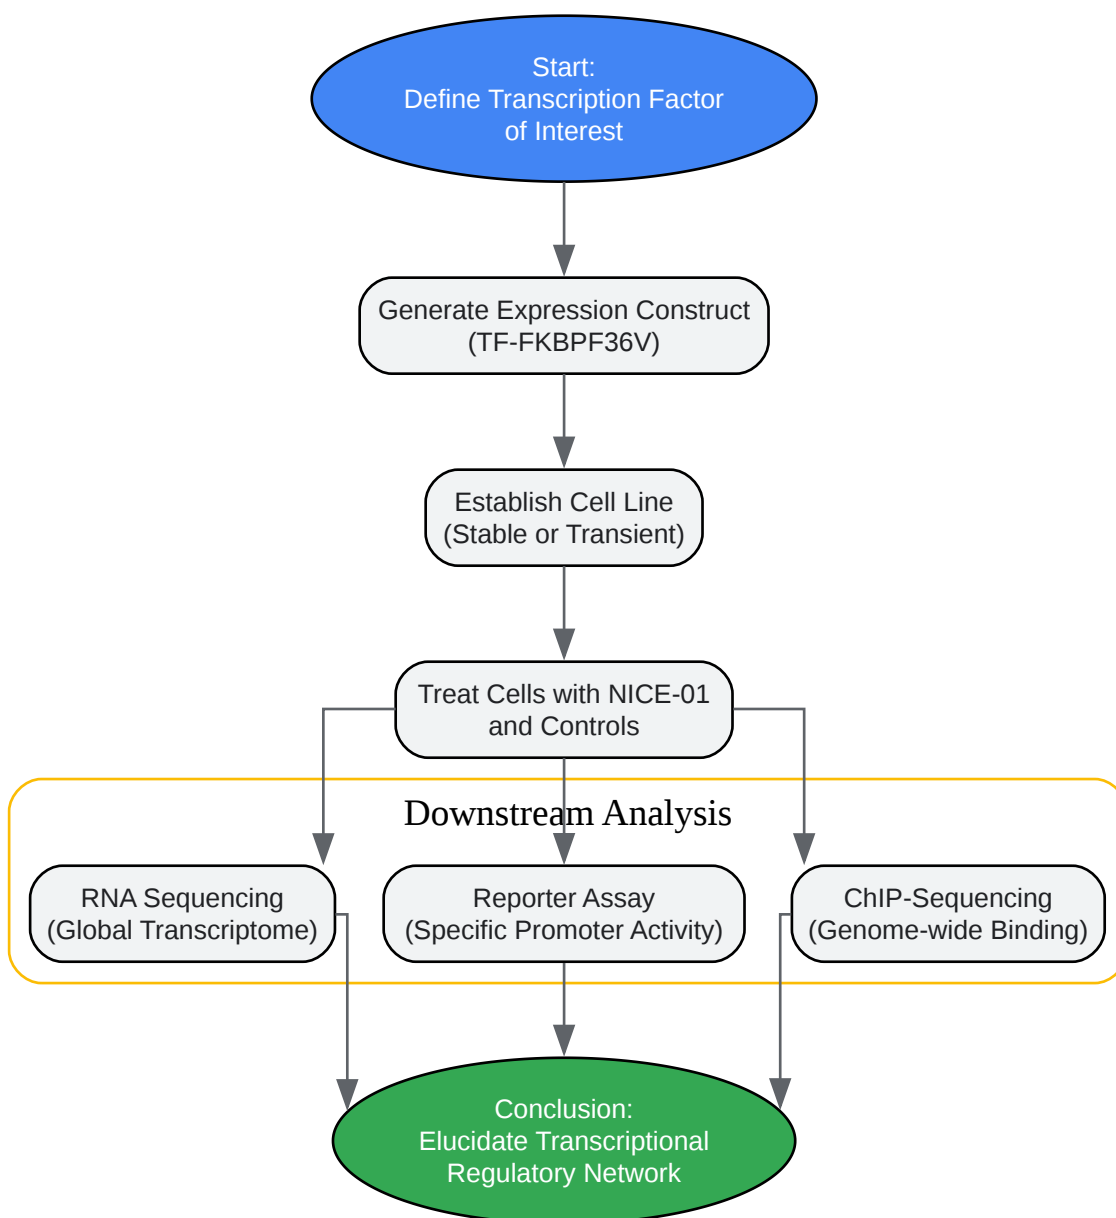 Start:
Define Transcription Factor
of Interest
Generate Expression Construct
(TF-FKBPF36V)
Establish Cell Line
(Stable or Transient)
Treat Cells with NICE-01
and Controls
Downstream Analysis
RNA Sequencing
(Global Transcriptome)
Reporter Assay
(Specific Promoter Activity)
ChIP-Sequencing
(Genome-wide Binding)
Conclusion:
Elucidate Transcriptional
Regulatory Network